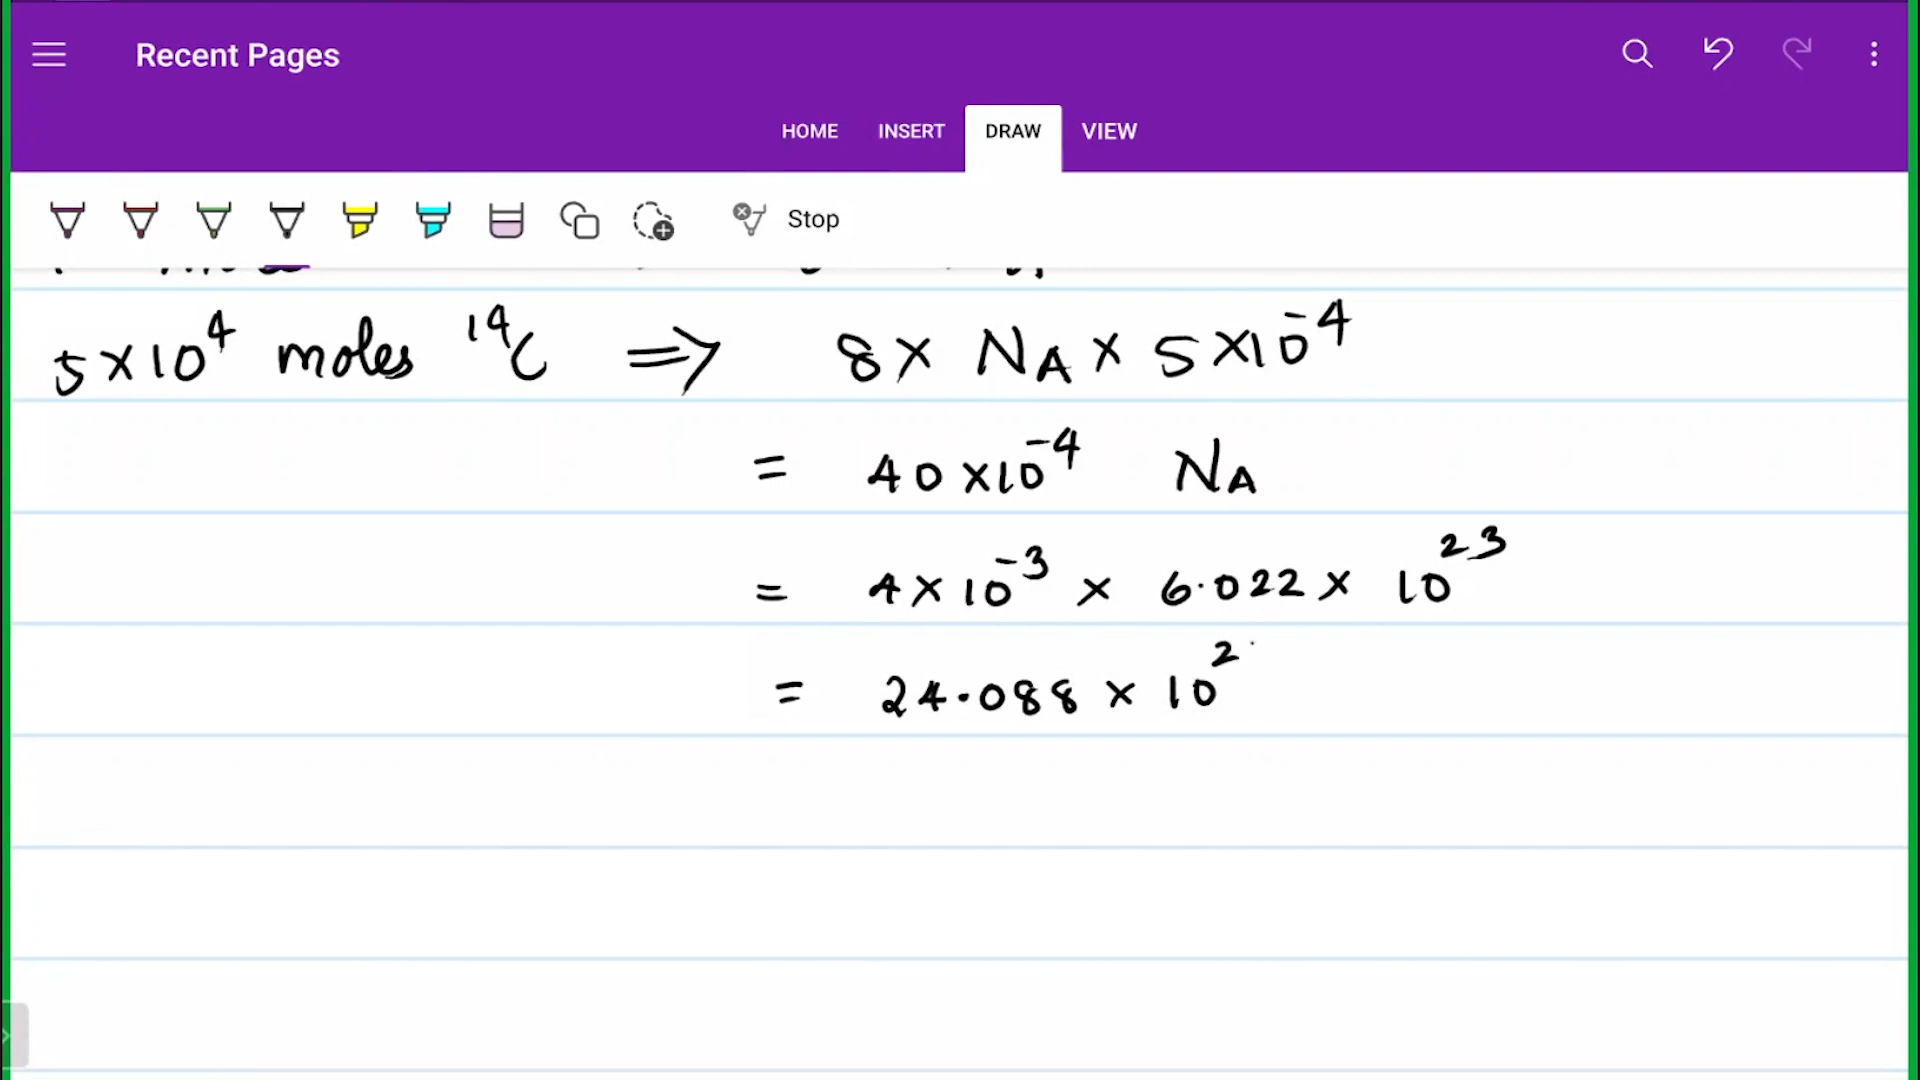 Recent Pages
HOME INSERT DRAW VIEW
Stop
5×10⁴ moles ¹⁴C ⇒ 8 × NA × 5×10⁻⁴
= 40×10⁻⁴ NA
= 4×10⁻³ × 6.022 × 10²³
= 24.088 × 10²